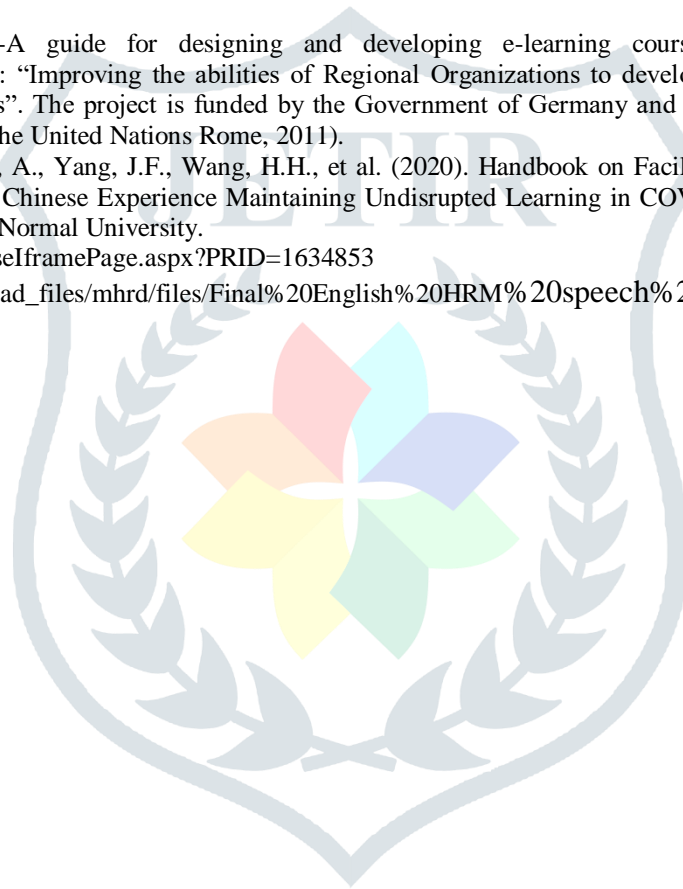 -A guide for designing and developing e-learning cours
: “Improving the abilities of Regional Organizations to develo
s”. The project is funded by the Government of Germany and
the United Nations Rome, 2011).
, A., Yang, J.F., Wang, H.H., et al. (2020). Handbook on Facil
Chinese Experience Maintaining Undisrupted Learning in COV
Normal University.
seIframePage.aspx?PRID=1634853
ad_files/mhrd/files/Final%20English%20HRM%20speech%2
JETIR